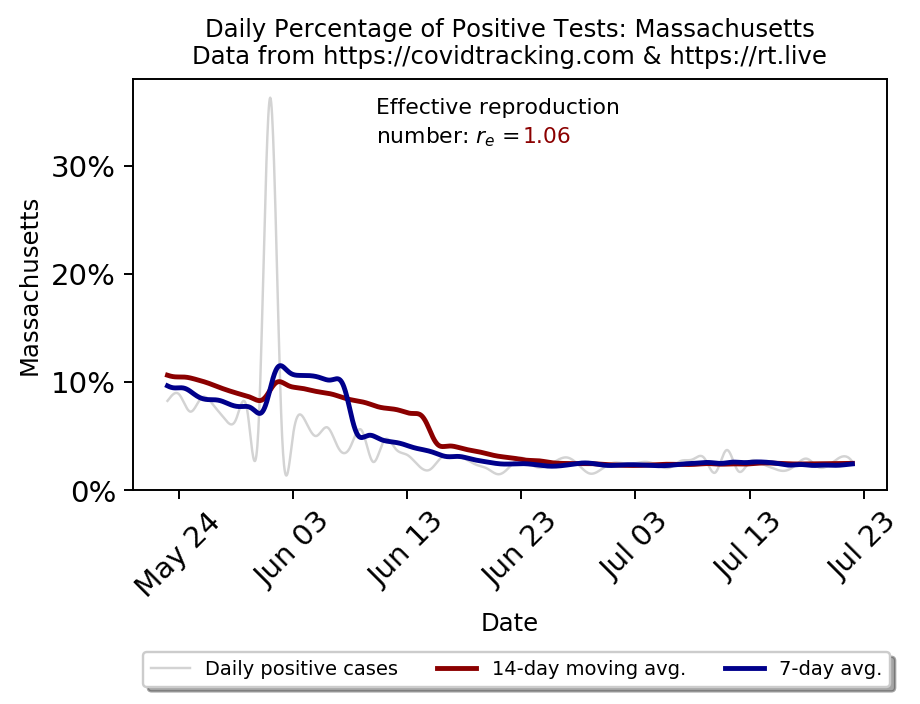 Daily Percentage of Positive Tests: Massachusetts
Data from https://covidtracking.com & https://rt.live
Effective reproduction
number: rₑ =1.06
Massachusetts
30%
20%
10%
0%
May 24
Jun 03
Jun 13
Jun 23
Jul 03
Jul 13
Jul 23
Date
Daily positive cases
14-day moving avg.
7-day avg.